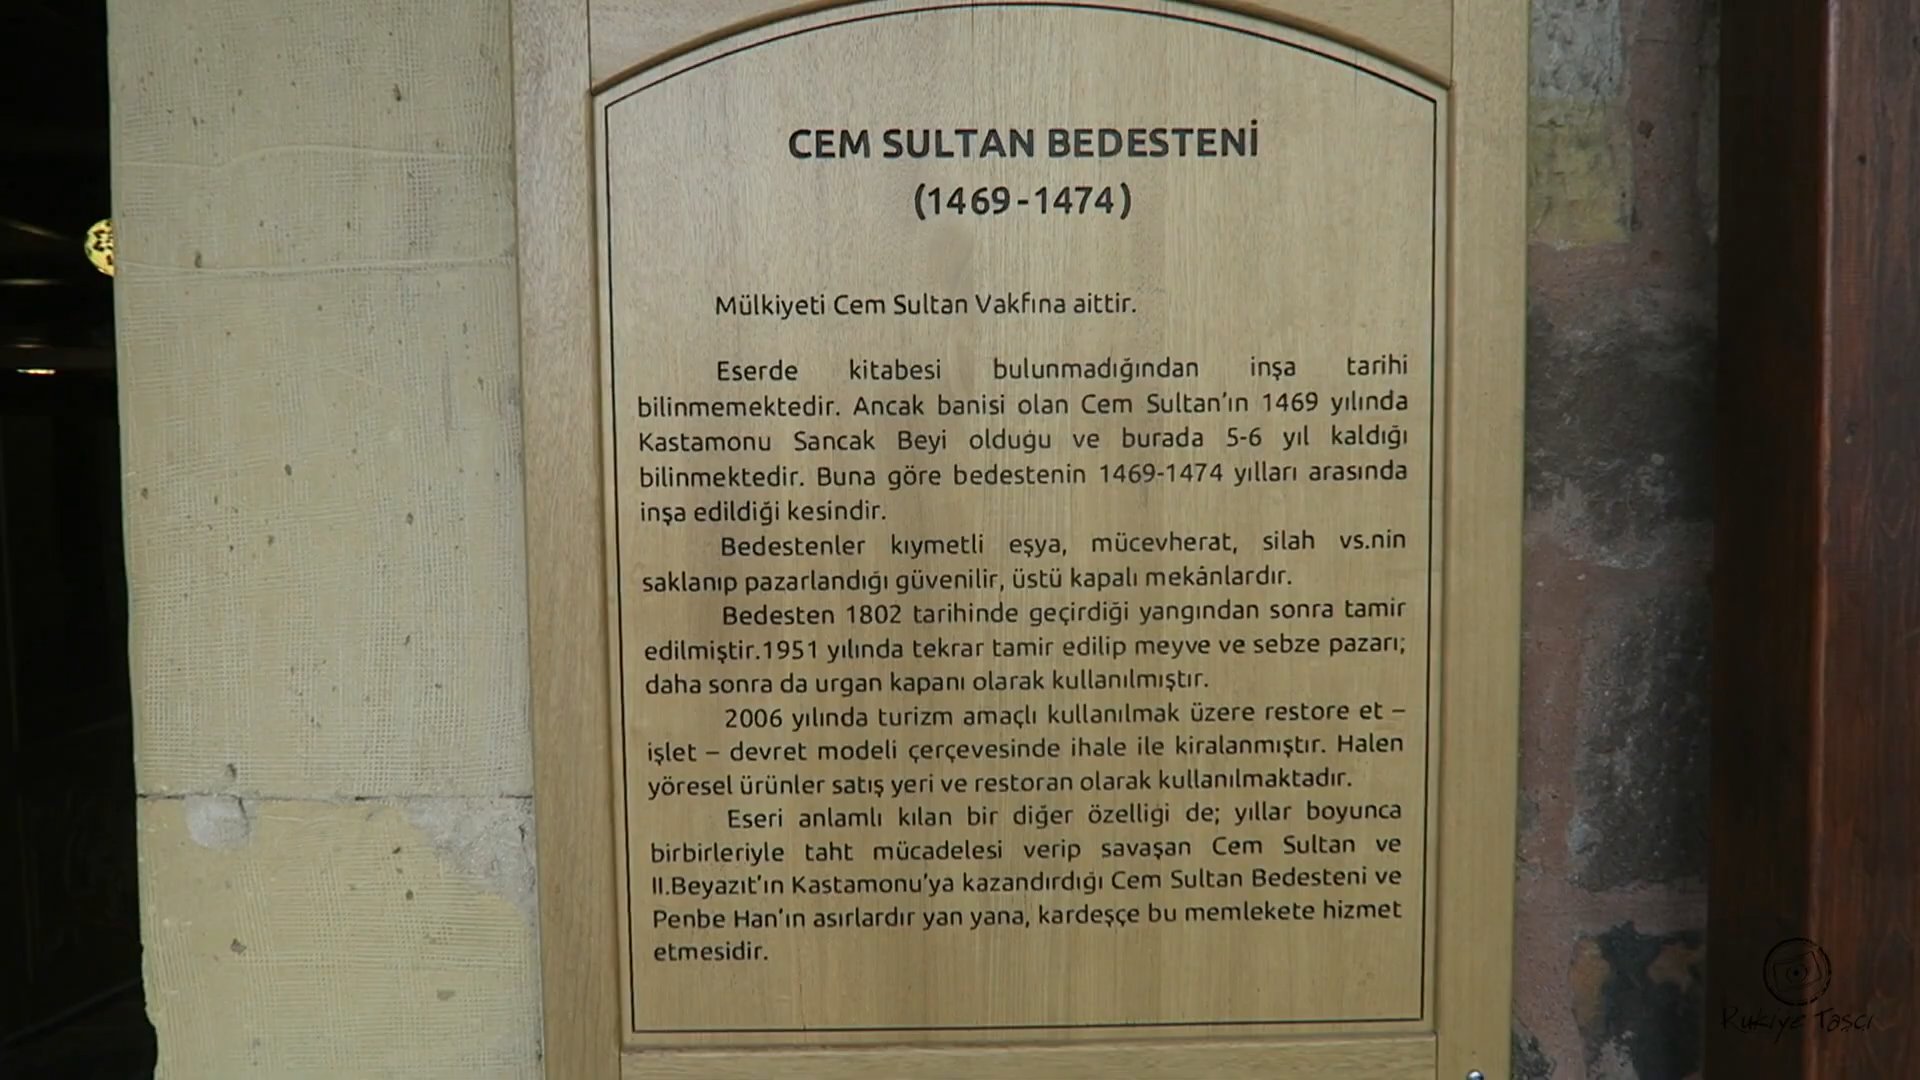 CEM SULTAN BEDESTENİ
(1469-1474)
Mülkiyeti Cem Sultan Vakfına aittir.
Eserde kitabesi bulunmadığından inşa tarihi
bilinmemektedir. Ancak banisi olan Cem Sultan'ın 1469 yılında
Kastamonu Sancak Beyi olduğu ve burada 5-6 yıl kaldığı
bilinmektedir. Buna göre bedestenin 1469-1474 yılları arasında
inşa edildiği kesindir.
Bedestenler kıymetli eşya, mücevherat, silah vs.nin
saklanıp pazarlandığı güvenilir, üstü kapalı mekânlardır.
Bedesten 1802 tarihinde geçirdiği yangından sonra tamir
edilmiştir.1951 yılında tekrar tamir edilip meyve ve sebze pazarı;
daha sonra da urgan kapanı olarak kullanılmıştır.
2006 yılında turizm amaçlı kullanılmak üzere restore et –
işlet – devret modeli çerçevesinde ihale ile kiralanmıştır. Halen
yöresel ürünler satış yeri ve restoran olarak kullanılmaktadır.
Eseri anlamlı kılan bir diğer özelliği de; yıllar boyunca
birbirleriyle taht mücadelesi verip savaşan Cem Sultan ve
II.Beyazıt'ın Kastamonu'ya kazandırdığı Cem Sultan Bedesteni ve
Penbe Han'ın asırlardır yan yana, kardeşçe bu memlekete hizmet
etmesidir.
Rukiye Taşçı